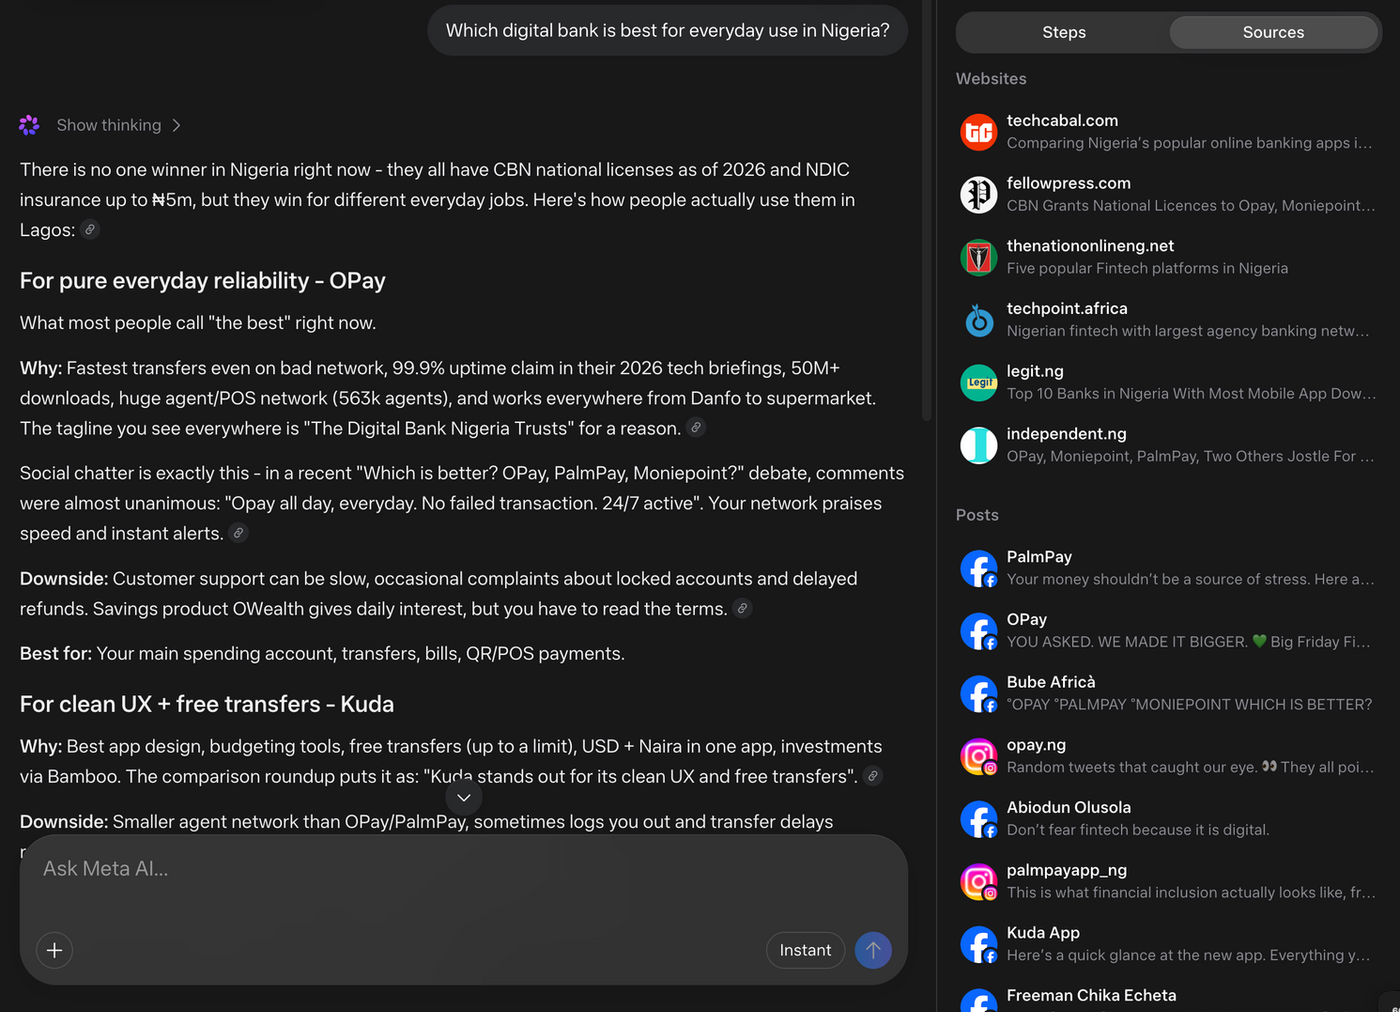 Which digital bank is best for everyday use in Nigeria?
Show thinking
There is no one winner in Nigeria right now - they all have CBN national licenses as of 2026 and NDIC
insurance up to ₦5m, but they win for different everyday jobs. Here's how people actually use them in
Lagos:
For pure everyday reliability - OPay
What most people call "the best" right now.
Why: Fastest transfers even on bad network, 99.9% uptime claim in their 2026 tech briefings, 50M+
downloads, huge agent/POS network (563k agents), and works everywhere from Danfo to supermarket.
The tagline you see everywhere is "The Digital Bank Nigeria Trusts" for a reason.
Social chatter is exactly this - in a recent "Which is better? OPay, PalmPay, Moniepoint?" debate, comments
were almost unanimous: "Opay all day, everyday. No failed transaction. 24/7 active". Your network praises
speed and instant alerts.
Downside: Customer support can be slow, occasional complaints about locked accounts and delayed
refunds. Savings product OWealth gives daily interest, but you have to read the terms.
Best for: Your main spending account, transfers, bills, QR/POS payments.
For clean UX + free transfers - Kuda
Why: Best app design, budgeting tools, free transfers (up to a limit), USD + Naira in one app, investments
via Bamboo. The comparison roundup puts it as: "Kuda stands out for its clean UX and free transfers".
Downside: Smaller agent network than OPay/PalmPay, sometimes logs you out and transfer delays
Ask Meta AI...
Instant
Steps
Sources
Websites
tc
techcabal.com
Comparing Nigeria's popular online banking apps i...
P
fellowpress.com
CBN Grants National Licences to Opay, Moniepoint...
thenationonlineng.net
Five popular Fintech platforms in Nigeria
techpoint.africa
Nigerian fintech with largest agency banking netw...
Legit
legit.ng
Top 10 Banks in Nigeria With Most Mobile App Dow...
independent.ng
OPay, Moniepoint, PalmPay, Two Others Jostle For ...
Posts
PalmPay
Your money shouldn't be a source of stress. Here a...
OPay
YOU ASKED. WE MADE IT BIGGER. 💚 Big Friday Fi...
Bube Africà
°OPAY °PALMPAY °MONIEPOINT WHICH IS BETTER?
opay.ng
Random tweets that caught our eye. 👀 They all poi...
Abiodun Olusola
Don't fear fintech because it is digital.
palmpayapp_ng
This is what financial inclusion actually looks like, fr...
Kuda App
Here's a quick glance at the new app. Everything y...
Freeman Chika Echeta